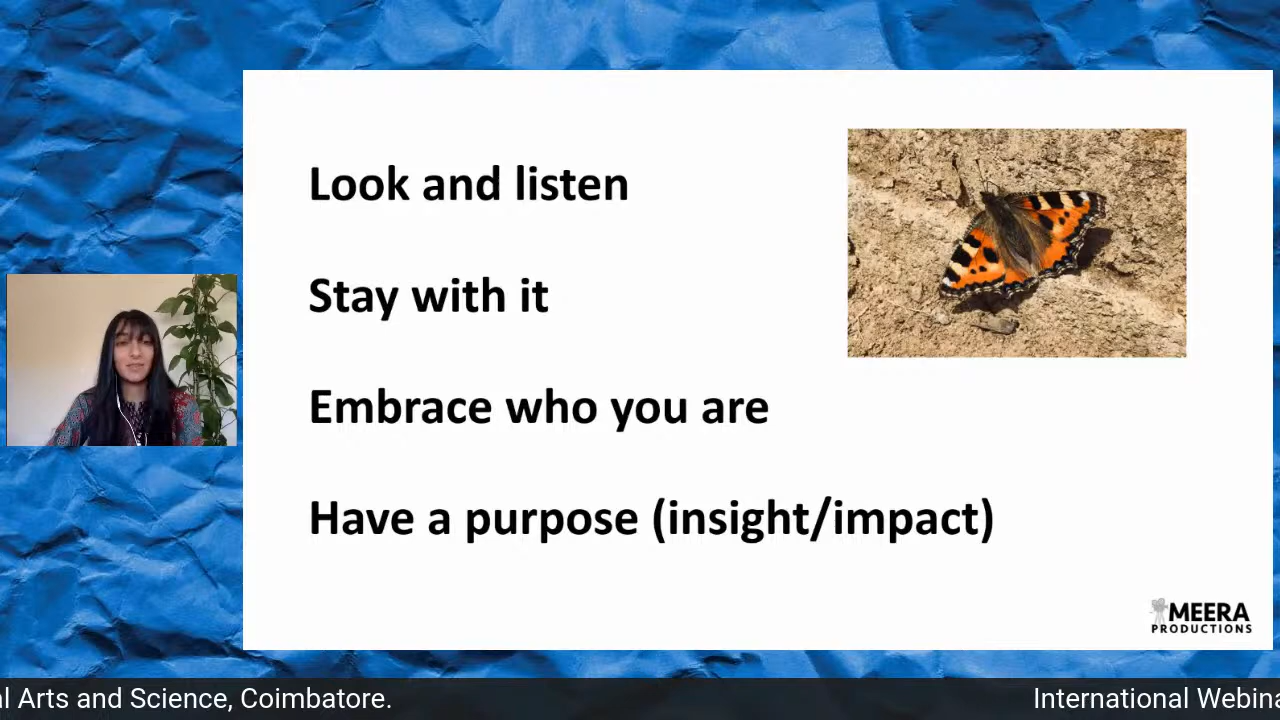 Look and listen
Stay with it
Embrace who you are
Have a purpose (insight/impact)
MEERA
PRODUCTIONS
Arts and Science, Coimbatore.
International